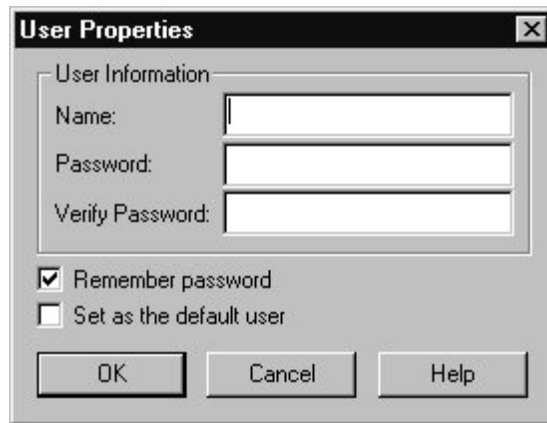 User Properties
User Information
Name:
Password:
Verify Password:
Remember password
Set as the default user
OK Cancel Help